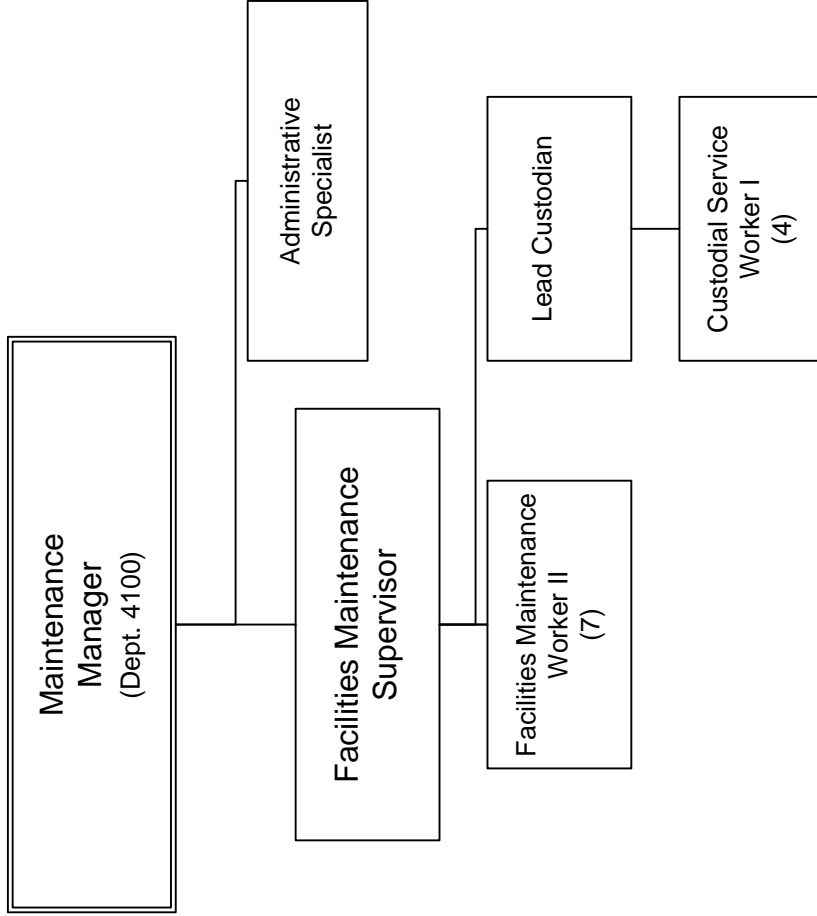 Maintenance
Manager
(Dept. 4100)
Administrative
Specialist
Facilities Maintenance
Supervisor
Facilities Maintenance
Worker II
(7)
Lead Custodian
Custodial Service
Worker I
(4)